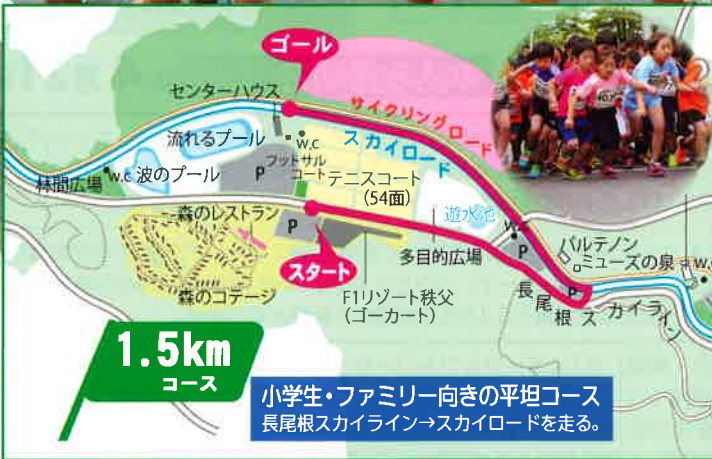 ゴール
センターハウス
サイクリングロード
スカイロード
流れるプール
w.c
フットサル
コート
テニスコート
(54面)
P
林間広場
w.c
波のプール
遊水池
w.c
森のレストラン
P
スタート
多目的広場
P
パルテノン
ミューズの泉
w.c
P
森のコテージ
F1リゾート秩父
(ゴーカート)
長尾根スカイライン
1.5km
コース
小学生・ファミリー向きの平坦コース
長尾根スカイライン→スカイロードを走る。